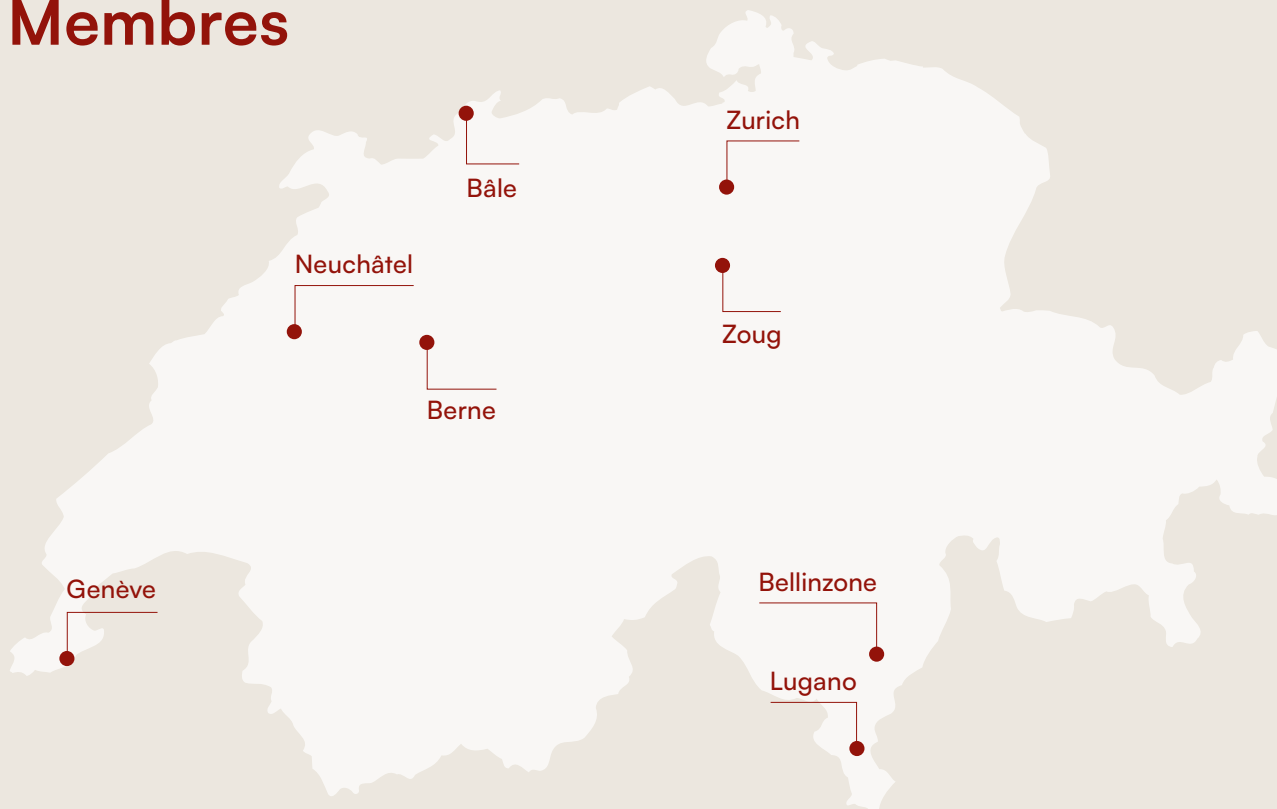 Membres
Zurich
Bâle
Neuchâtel
Zoug
Berne
Bellinzone
Genève
Lugano